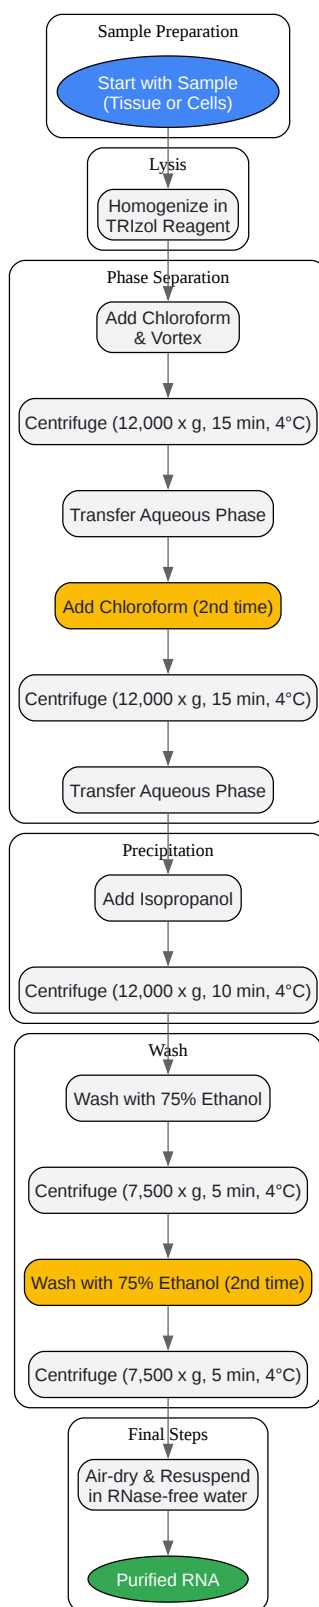 Sample Preparation
Start with Sample
(Tissue or Cells)
Lysis
Homogenize in
TRIzol Reagent
Phase Separation
Add Chloroform
& Vortex
Centrifuge (12,000 x g, 15 min, 4°C)
Transfer Aqueous Phase
Add Chloroform (2nd time)
Centrifuge (12,000 x g, 15 min, 4°C)
Transfer Aqueous Phase
Precipitation
Add Isopropanol
Centrifuge (12,000 x g, 10 min, 4°C)
Wash
Wash with 75% Ethanol
Centrifuge (7,500 x g, 5 min, 4°C)
Wash with 75% Ethanol (2nd time)
Centrifuge (7,500 x g, 5 min, 4°C)
Final Steps
Air-dry & Resuspend
in RNase-free water
Purified RNA